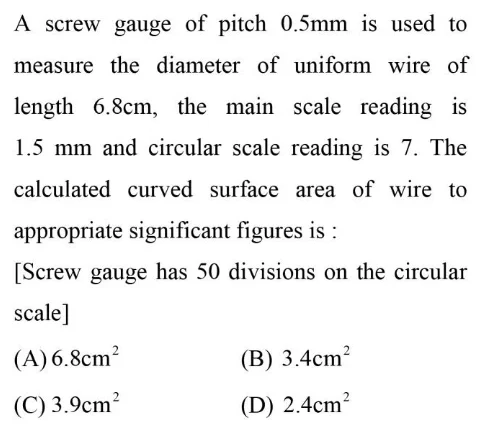 A screw gauge of pitch 0.5mm is used to
measure the diameter of uniform wire of
length 6.8cm, the main scale reading is
1.5 mm and circular scale reading is 7. The
calculated curved surface area of wire to
appropriate significant figures is :
[Screw gauge has 50 divisions on the circular
scale]
(A) 6.8cm² (B) 3.4cm²
(C) 3.9cm² (D) 2.4cm²